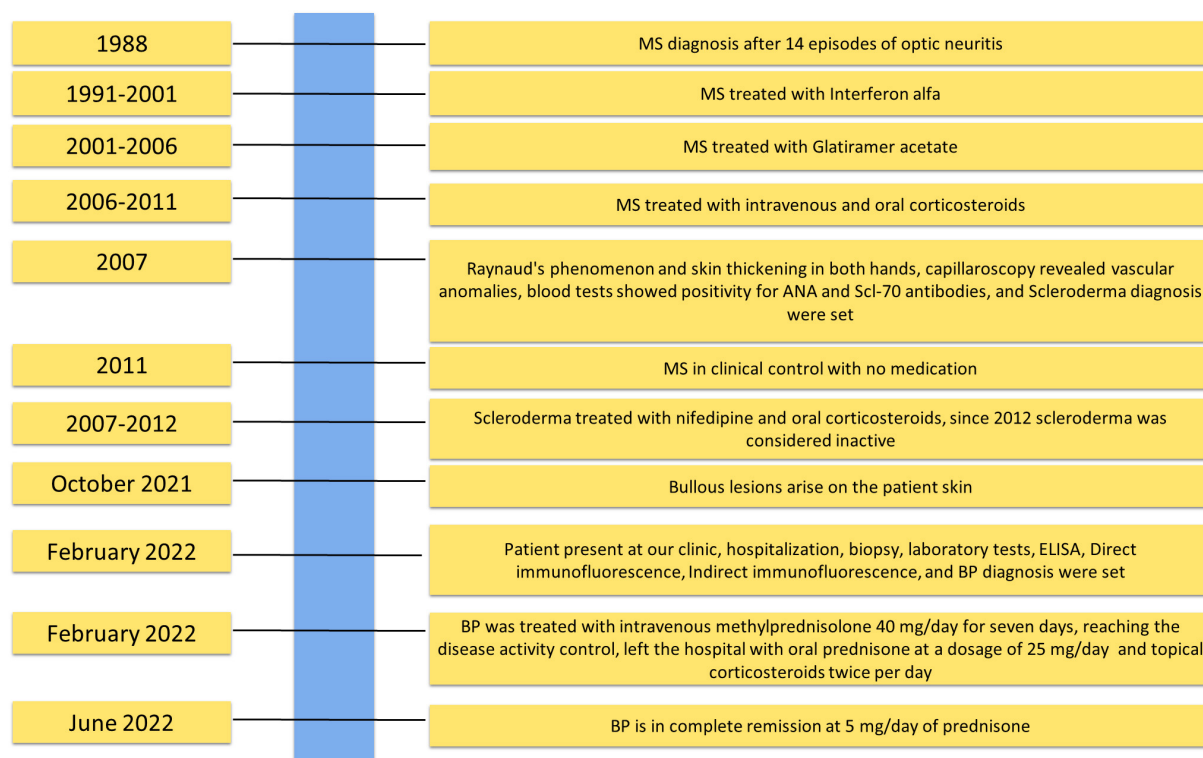 1988
MS diagnosis after 14 episodes of optic neuritis
1991-2001
MS treated with Interferon alfa
2001-2006
MS treated with Glatiramer acetate
2006-2011
MS treated with intravenous and oral corticosteroids
2007
Raynaud's phenomenon and skin thickening in both hands, capillaroscopy revealed vascular
anomalies, blood tests showed positivity for ANA and Scl-70 antibodies, and Scleroderma diagnosis
were set
2011
MS in clinical control with no medication
2007-2012
Scleroderma treated with nifedipine and oral corticosteroids, since 2012 scleroderma was
considered inactive
October 2021
Bullous lesions arise on the patient skin
February 2022
Patient present at our clinic, hospitalization, biopsy, laboratory tests, ELISA, Direct
immunofluorescence, Indirect immunofluorescence, and BP diagnosis were set
February 2022
BP was treated with intravenous methylprednisolone 40 mg/day for seven days, reaching the
disease activity control, left the hospital with oral prednisone at a dosage of 25 mg/day and topical
corticosteroids twice per day
June 2022
BP is in complete remission at 5 mg/day of prednisone